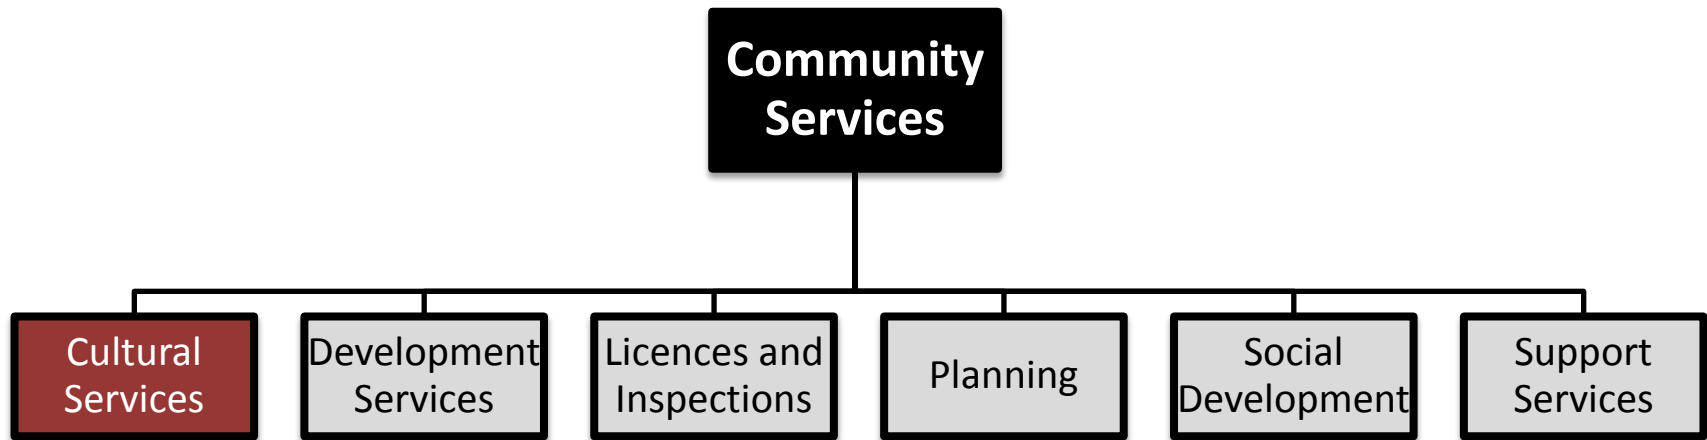 Community
Services
Cultural
Services
Development
Services
Licences and
Inspections
Planning
Social
Development
Support
Services